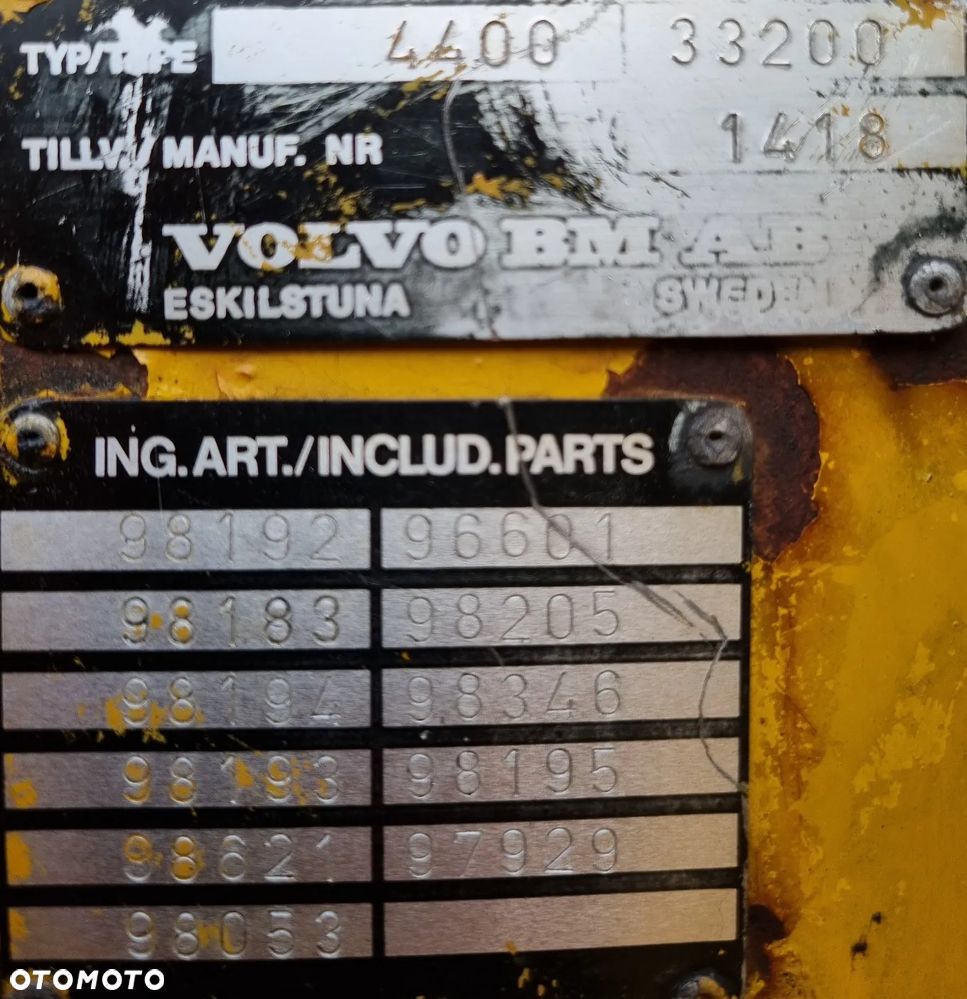 TYP/TYPE 4400 33200
TILLV./MANUF. NR 1418
VOLVO BM AB
ESKILSTUNA SWEDEN
ING.ART./INCLUD.PARTS
98192 96601
98183 98205
98194 98346
98193 98195
98621 97929
98053
OTOMOTO